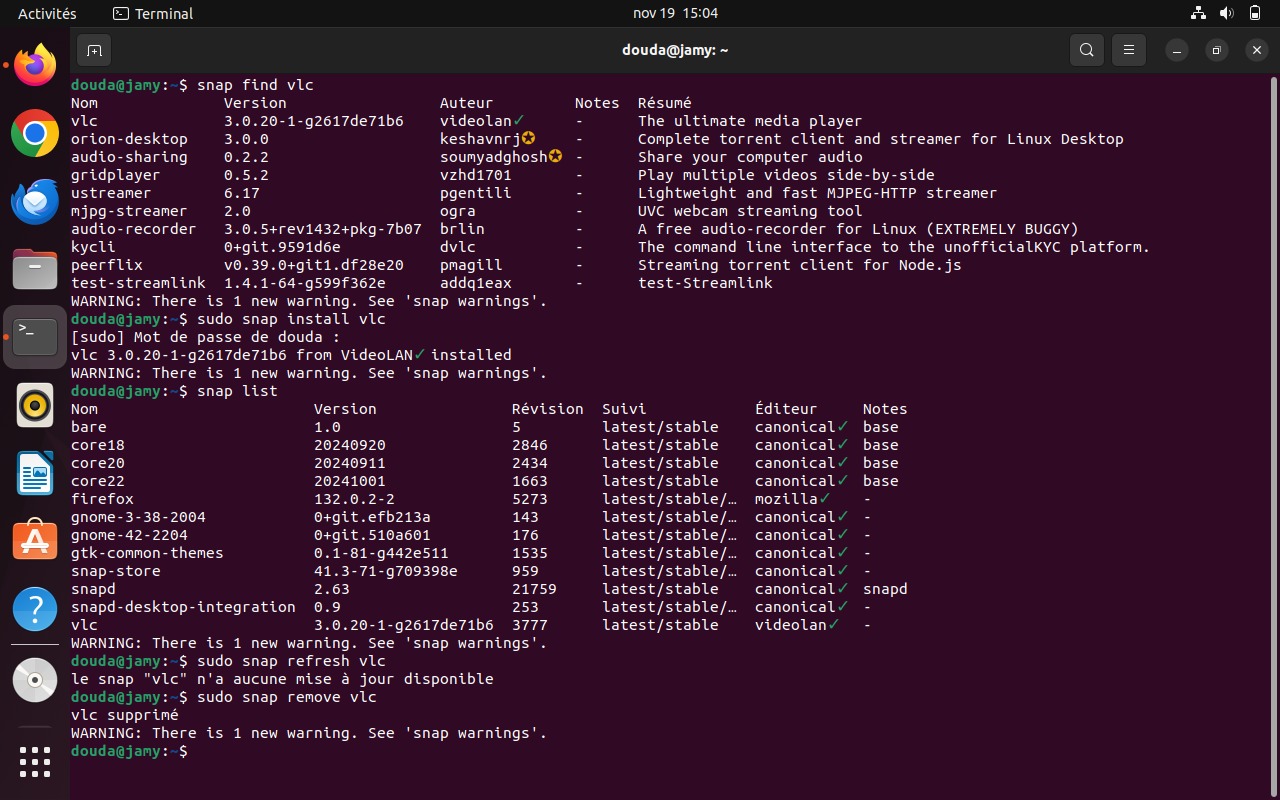 Activités Terminal nov 19 15:04
douda@jamy: ~
douda@jamy:~$ snap find vlc
Nom Version Auteur Notes Résumé
vlc 3.0.20-1-g2617de71b6 videolan✓ - The ultimate media player
orion-desktop 3.0.0 keshavnrj✪ - Complete torrent client and streamer for Linux Desktop
audio-sharing 0.2.2 soumyadghosh✪ - Share your computer audio
gridplayer 0.5.2 vzhd1701 - Play multiple videos side-by-side
ustreamer 6.17 pgentili - Lightweight and fast MJPEG-HTTP streamer
mjpg-streamer 2.0 ogra - UVC webcam streaming tool
audio-recorder 3.0.5+rev1432+pkg-7b07 brlin - A free audio-recorder for Linux (EXTREMELY BUGGY)
kycli 0+git.9591d6e dvlc - The command line interface to the unofficialKYC platform.
peerflix v0.39.0+git1.df28e20 pmagill - Streaming torrent client for Node.js
test-streamlink 1.4.1-64-g599f362e addq1eax - test-Streamlink
WARNING: There is 1 new warning. See 'snap warnings'.
douda@jamy:~$ sudo snap install vlc
[sudo] Mot de passe de douda :
vlc 3.0.20-1-g2617de71b6 from VideoLAN✓ installed
WARNING: There is 1 new warning. See 'snap warnings'.
douda@jamy:~$ snap list
Nom Version Révision Suivi Éditeur Notes
bare 1.0 5 latest/stable canonical✓ base
core18 20240920 2846 latest/stable canonical✓ base
core20 20240911 2434 latest/stable canonical✓ base
core22 20241001 1663 latest/stable canonical✓ base
firefox 132.0.2-2 5273 latest/stable/… mozilla✓ -
gnome-3-38-2004 0+git.efb213a 143 latest/stable/… canonical✓ -
gnome-42-2204 0+git.510a601 176 latest/stable/… canonical✓ -
gtk-common-themes 0.1-81-g442e511 1535 latest/stable/… canonical✓ -
snap-store 41.3-71-g709398e 959 latest/stable/… canonical✓ -
snapd 2.63 21759 latest/stable canonical✓ snapd
snapd-desktop-integration 0.9 253 latest/stable/… canonical✓ -
vlc 3.0.20-1-g2617de71b6 3777 latest/stable videolan✓ -
WARNING: There is 1 new warning. See 'snap warnings'.
douda@jamy:~$ sudo snap refresh vlc
le snap "vlc" n'a aucune mise à jour disponible
douda@jamy:~$ sudo snap remove vlc
vlc supprimé
WARNING: There is 1 new warning. See 'snap warnings'.
douda@jamy:~$